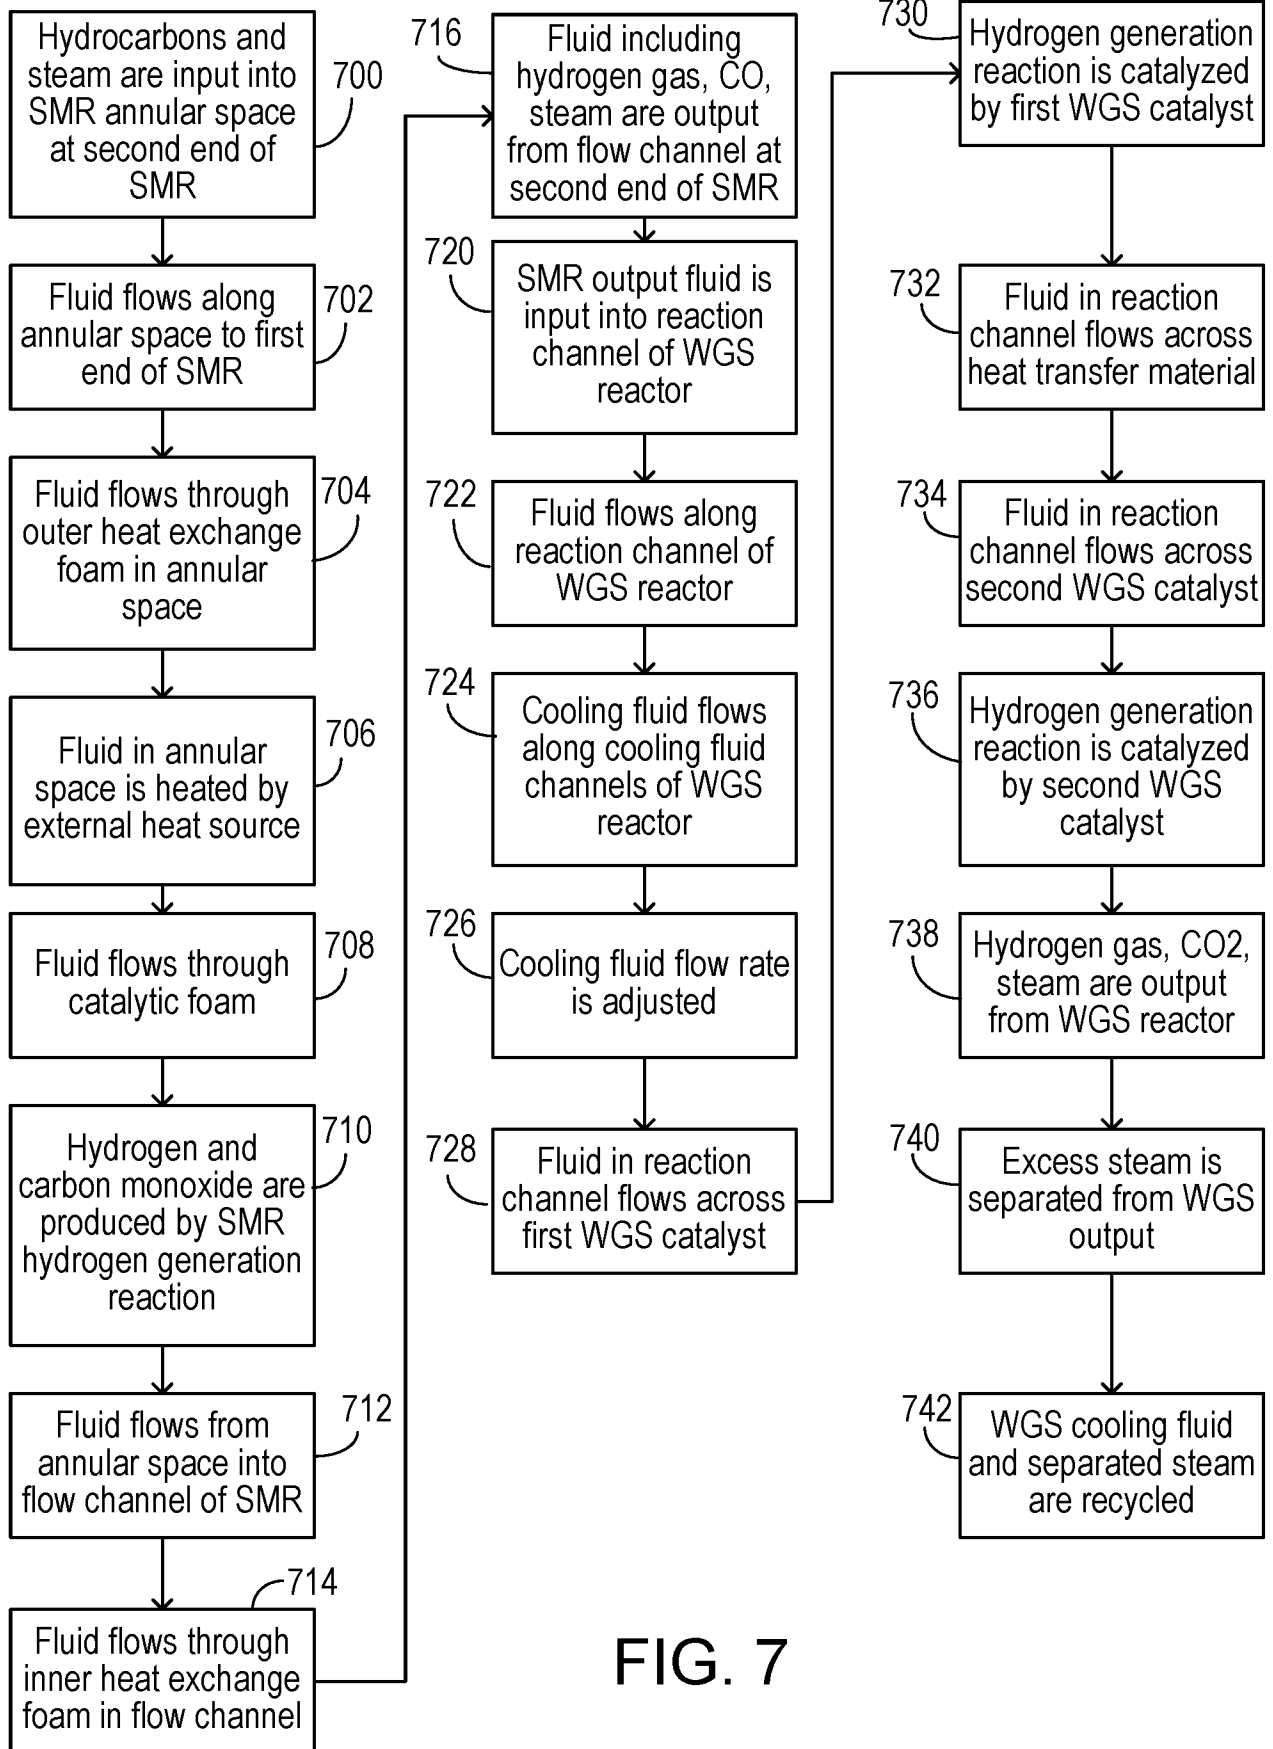 Hydrocarbons and
steam are input into
SMR annular space
at second end of
SMR
700
Fluid flows along
annular space to first
end of SMR
702
Fluid flows through
outer heat exchange
foam in annular
space
704
Fluid in annular
space is heated by
external heat source
706
Fluid flows through
catalytic foam
708
Hydrogen and
carbon monoxide are
produced by SMR
hydrogen generation
reaction
710
Fluid flows from
annular space into
flow channel of SMR
712
714
Fluid flows through
inner heat exchange
foam in flow channel
716
Fluid including
hydrogen gas, CO,
steam are output
from flow channel at
second end of SMR
720
SMR output fluid is
input into reaction
channel of WGS
reactor
722
Fluid flows along
reaction channel of
WGS reactor
724
Cooling fluid flows
along cooling fluid
channels of WGS
reactor
726
Cooling fluid flow rate
is adjusted
728
Fluid in reaction
channel flows across
first WGS catalyst
730
Hydrogen generation
reaction is catalyzed
by first WGS catalyst
732
Fluid in reaction
channel flows across
heat transfer material
734
Fluid in reaction
channel flows across
second WGS catalyst
736
Hydrogen generation
reaction is catalyzed
by second WGS
catalyst
738
Hydrogen gas, CO2,
steam are output
from WGS reactor
740
Excess steam is
separated from WGS
output
742
WGS cooling fluid
and separated steam
are recycled
FIG. 7